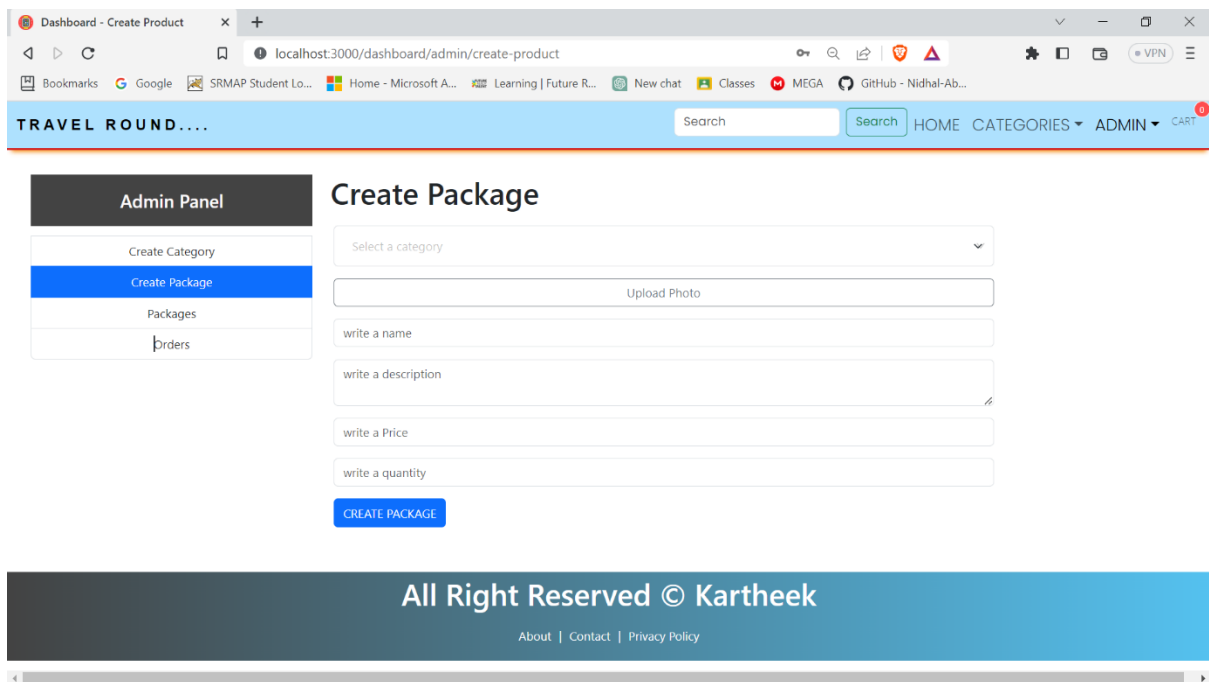 Dashboard - Create Product
localhost:3000/dashboard/admin/create-product
VPN
Bookmarks Google SRMAP Student Lo... Home - Microsoft A... Learning | Future R... New chat Classes MEGA GitHub - Nidhal-Ab...
TRAVEL ROUND.... Search Search HOME CATEGORIES ADMIN CART 0
Admin Panel
Create Category
Create Package
Packages
Orders
Create Package
Select a category
Upload Photo
write a name
write a description
write a Price
write a quantity
CREATE PACKAGE
All Right Reserved © Kartheek
About | Contact | Privacy Policy